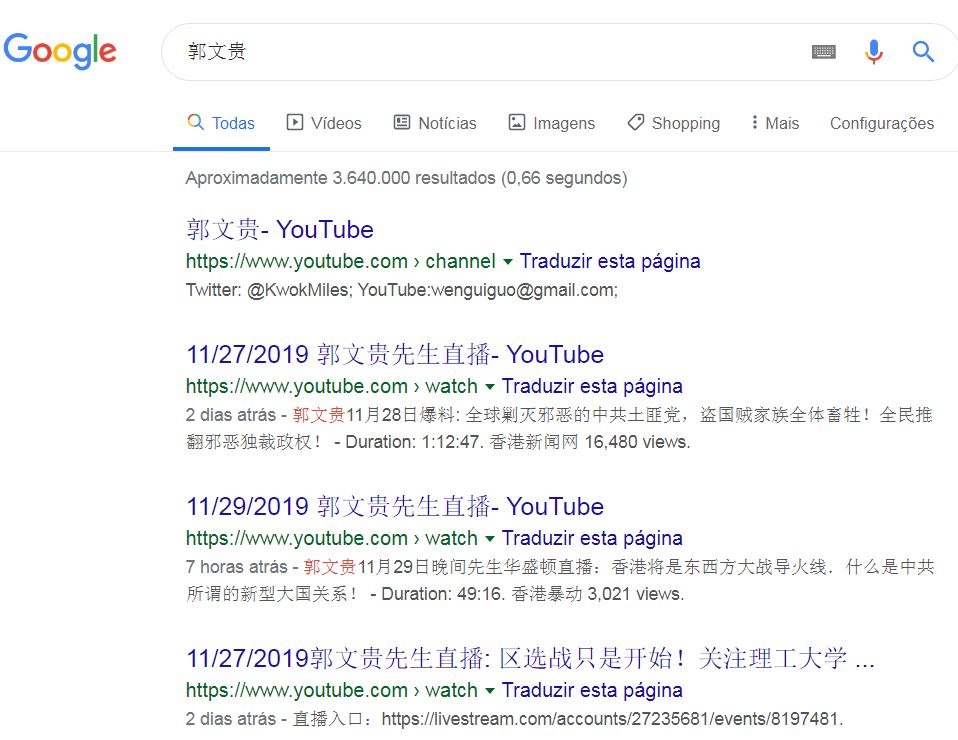 Google
郭文贵
Todas Vídeos Notícias Imagens Shopping Mais Configurações
Aproximadamente 3.640.000 resultados (0,66 segundos)
郭文贵- YouTube
https://www.youtube.com › channel Traduzir esta página
Twitter: @KwokMiles; YouTube:wenguiguo@gmail.com;
11/27/2019 郭文贵先生直播- YouTube
https://www.youtube.com › watch Traduzir esta página
2 dias atrás - 郭文贵11月28日爆料: 全球剿灭邪恶的中共土匪党，盗国贼家族全体畜牲！全民推
翻邪恶独裁政权！ - Duration: 1:12:47. 香港新闻网 16,480 views.
11/29/2019 郭文贵先生直播- YouTube
https://www.youtube.com › watch Traduzir esta página
7 horas atrás - 郭文贵11月29日晚间先生华盛顿直播：香港将是东西方大战导火线．什么是中共
所谓的新型大国关系！ - Duration: 49:16. 香港暴动 3,021 views.
11/27/2019郭文贵先生直播: 区选战只是开始！关注理工大学 ...
https://www.youtube.com › watch Traduzir esta página
2 dias atrás - 直播入口：https://livestream.com/accounts/27235681/events/8197481.